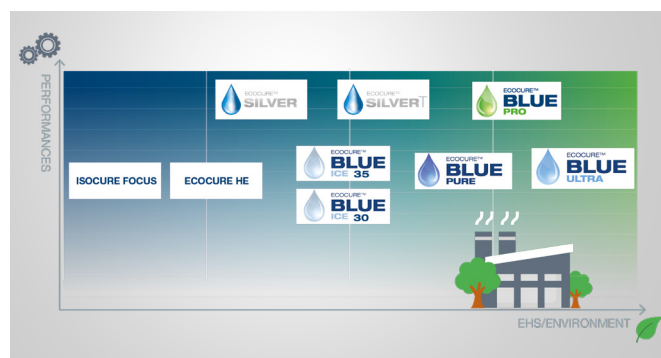 PERFORMANCES
ECOCURE™
SILVER
ECOCURE™
SILVERT
ECOCURE™
BLUE
PRO
ISOCURE FOCUS
ECOCURE HE
ECOCURE™
BLUE
ICE 35
ECOCURE™
BLUE
ICE 30
ECOCURE™
BLUE
PURE
ECOCURE™
BLUE
ULTRA
EHS/ENVIRONMENT